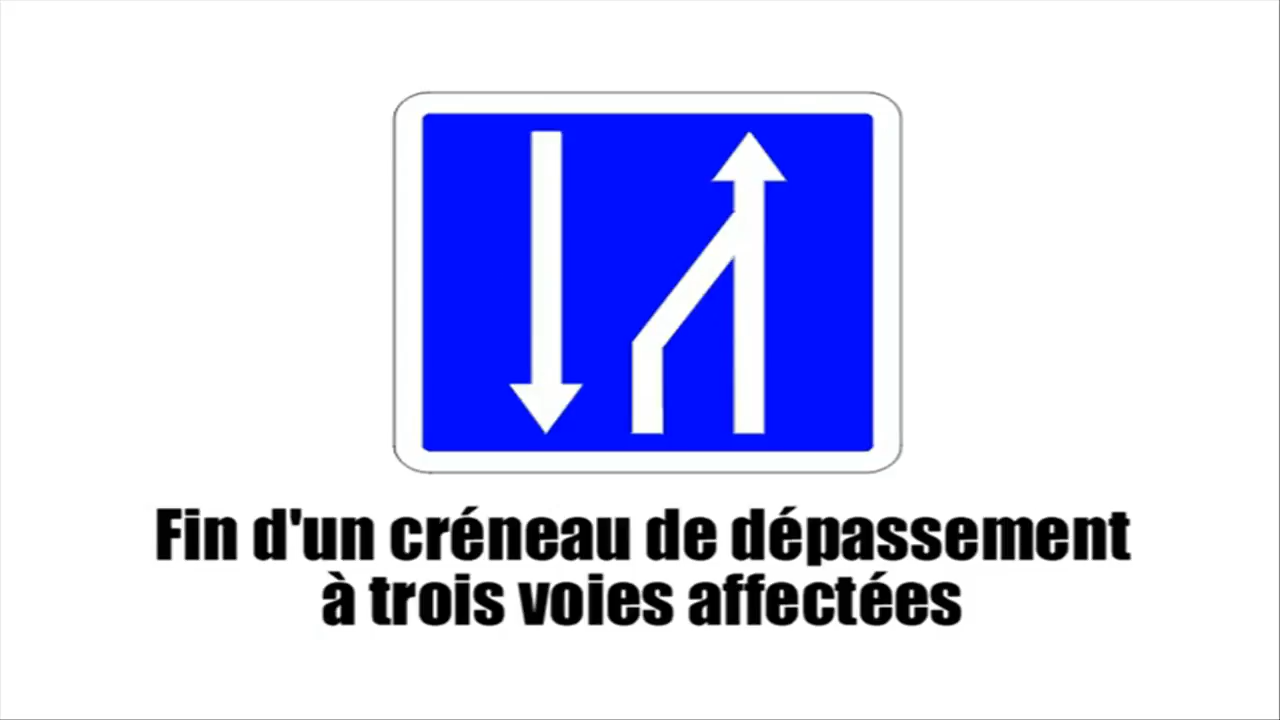 Fin d'un créneau de dépassement
à trois voies affectées